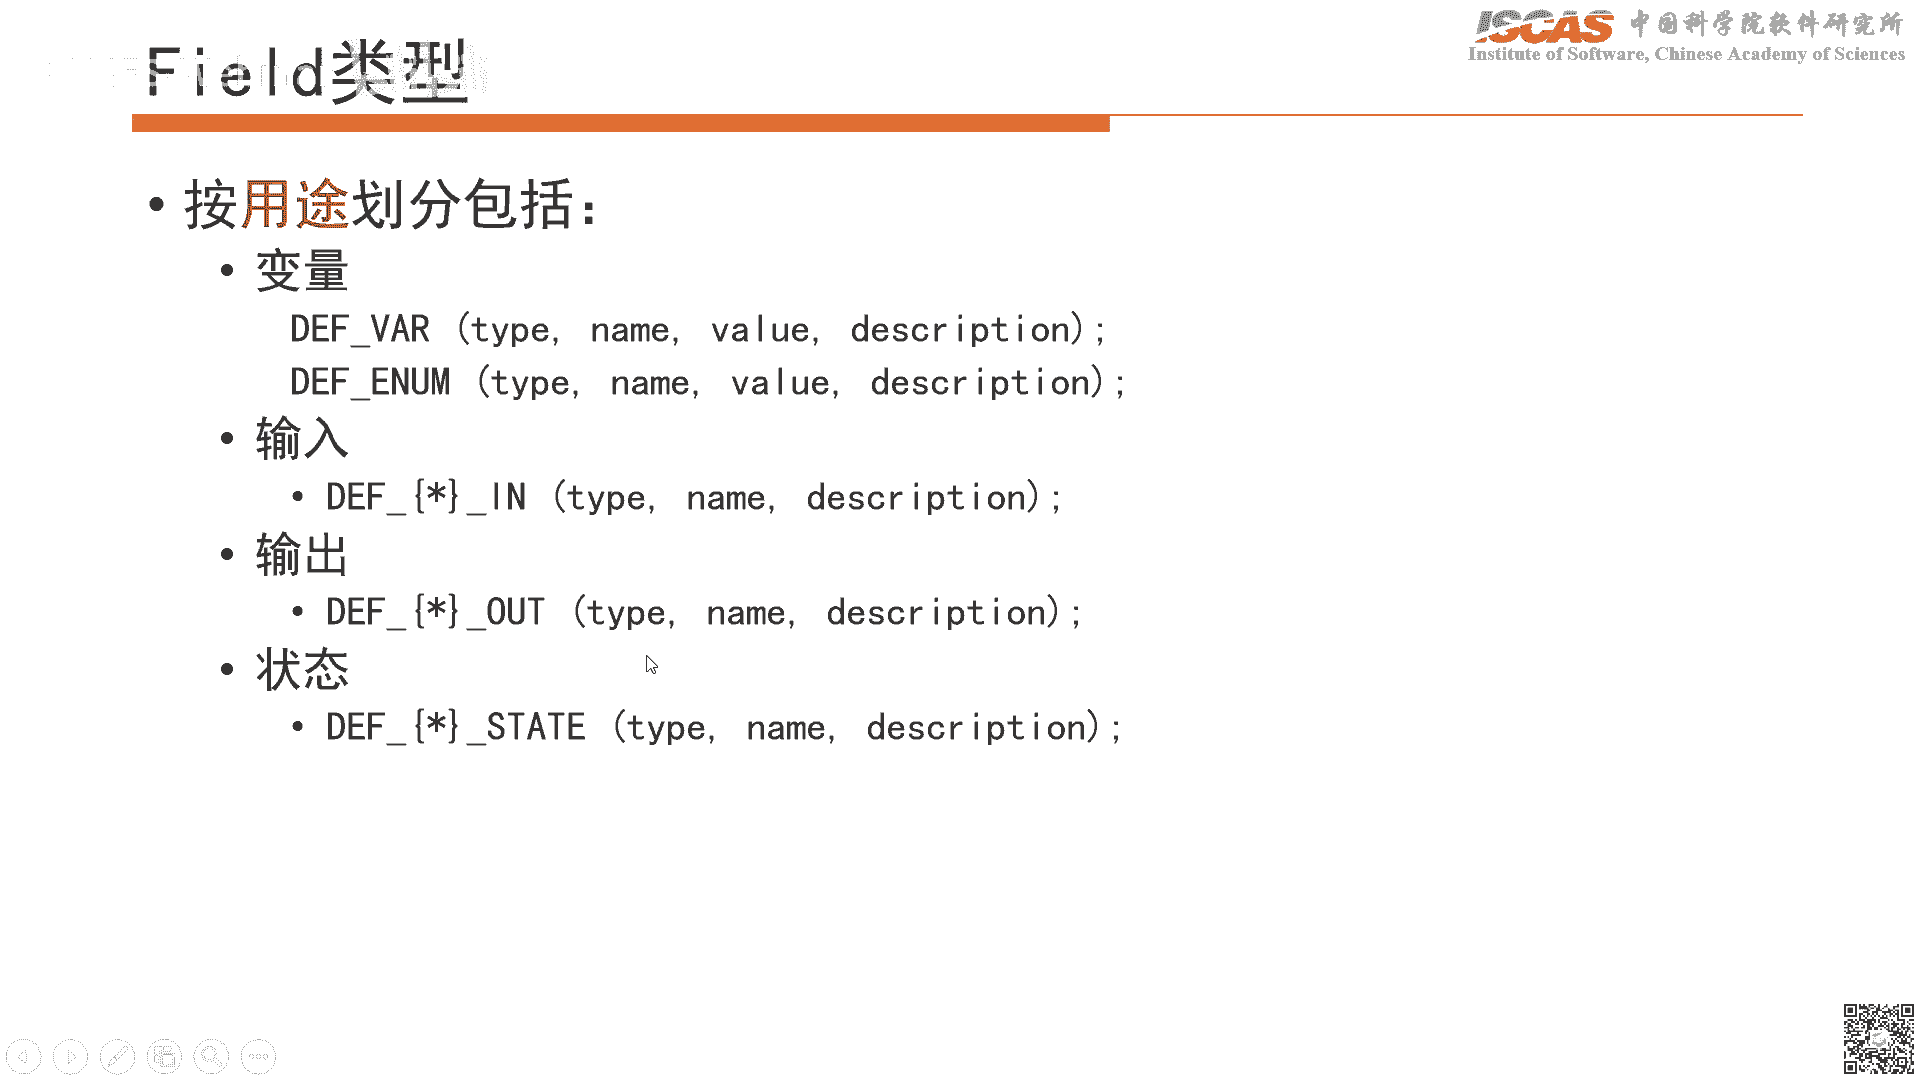 ISCAS 中国科学院软件研究所
Institute of Software, Chinese Academy of Sciences
Field类型
• 按用途划分包括：
• 变量
DEF_VAR (type, name, value, description);
DEF_ENUM (type, name, value, description);
• 输入
• DEF_{*}_IN (type, name, description);
• 输出
• DEF_{*}_OUT (type, name, description);
• 状态
• DEF_{*}_STATE (type, name, description);